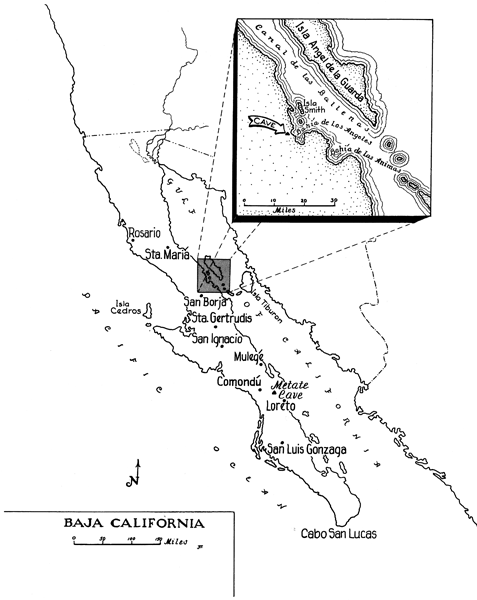 Isla Angel de la Guarda
Canal de las Ballenas
Isla
Smith
CAVE
Bahía de Los Angeles
Bahía de las Animas
0 10 20 30
Miles
GULF OF CALIFORNIA
Rosario
Sta. Maria
San Borja
Isla Tiburon
Isla
Cedros
Sta. Gertrudis
San Ignacio
Mulegé
Comondú
Metate
Cave
Loreto
San Luis Gonzaga
PACIFIC OCEAN
N
Cabo San Lucas
BAJA CALIFORNIA
0 50 100 150 Miles